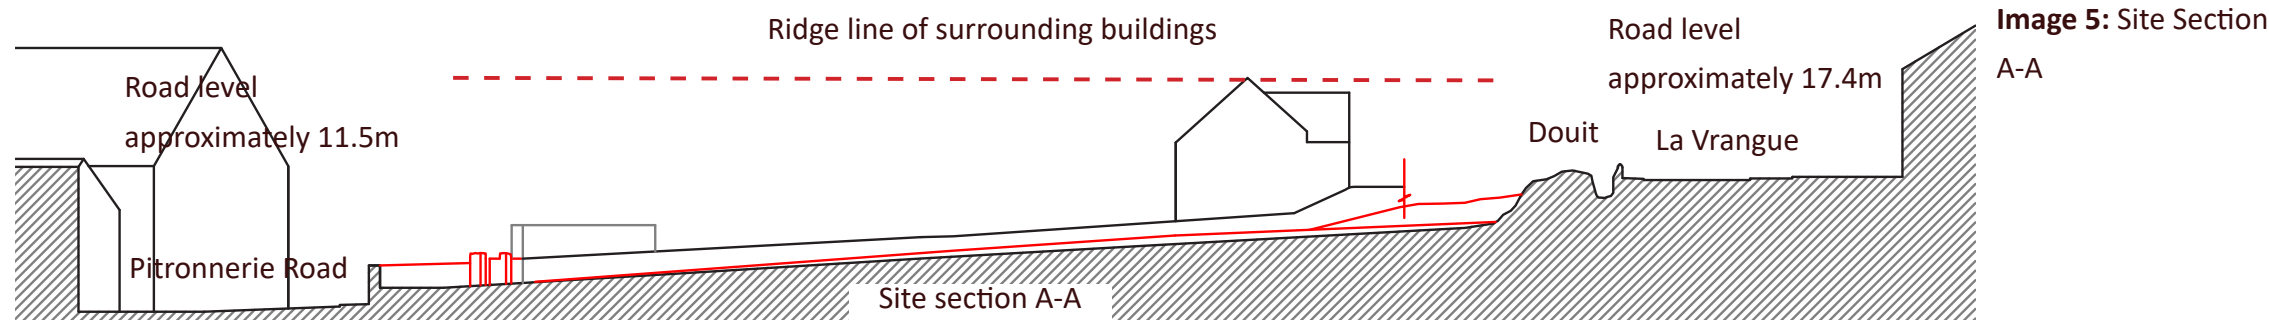 Ridge line of surrounding buildings
Road level
approximately 11.5m
Pitronnerie Road
Site section A-A
Road level
approximately 17.4m
Douit
La Vrangue
Image 5: Site Section
A-A